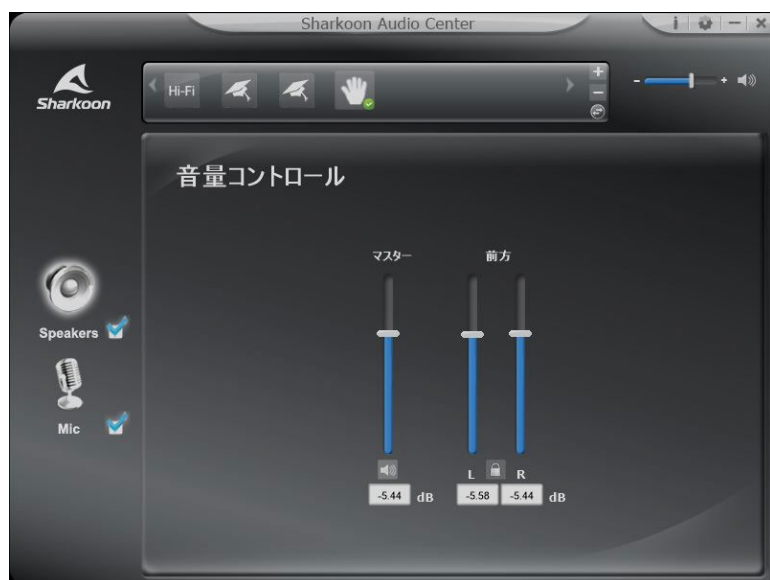 Sharkoon Audio Center
i
Sharkoon
Hi-Fi
- +
音量コントロール
マスター 前方
Speakers
Mic
L R
-5.44 dB -5.58 -5.44 dB